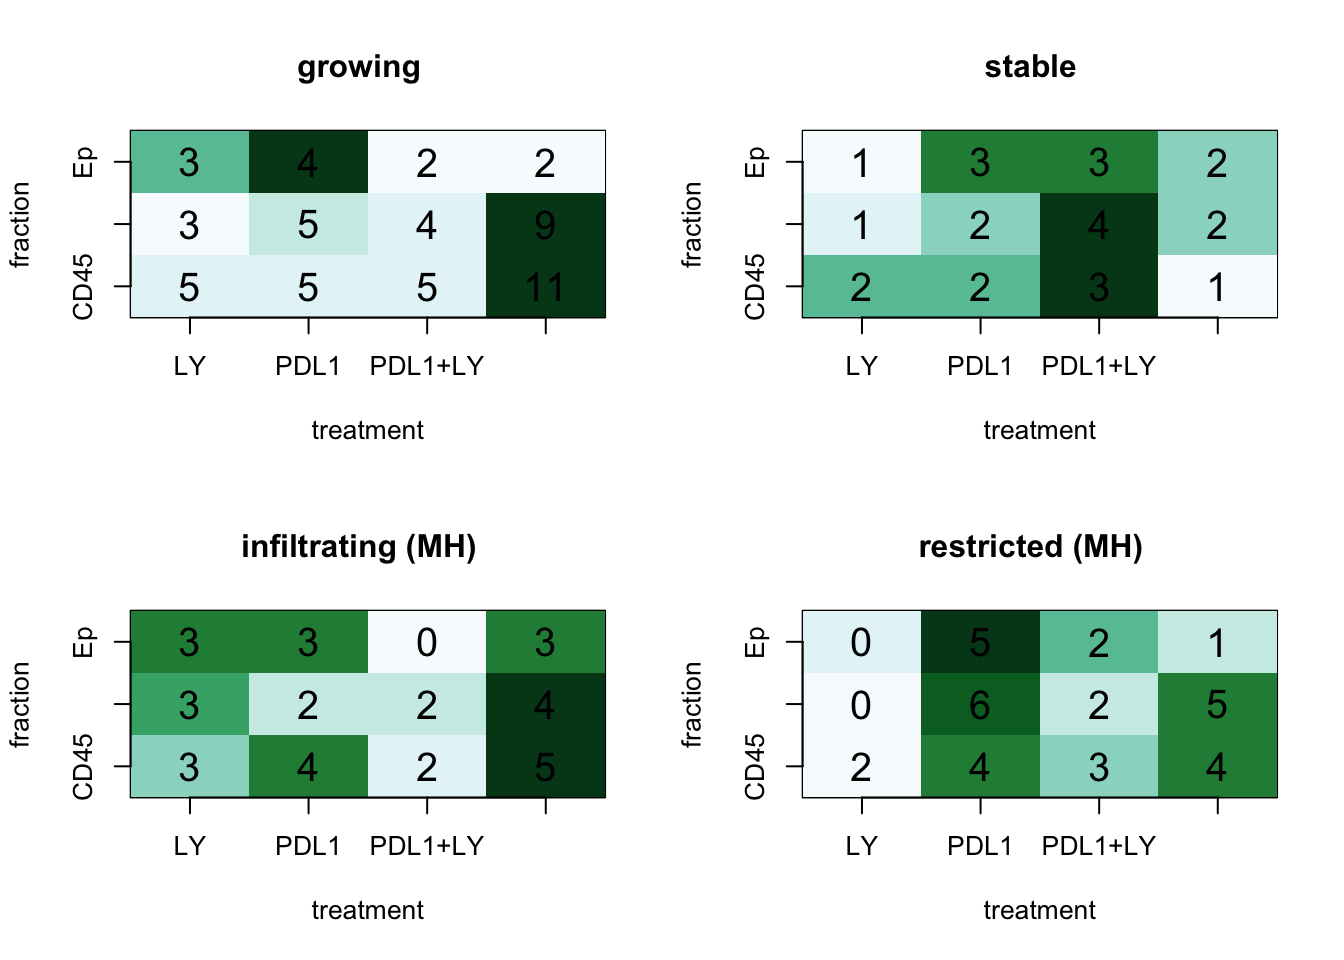 growing
fraction
Ep
CD45
3 4 2 2
3 5 4 9
5 5 5 11
LY PDL1 PDL1+LY
treatment
stable
fraction
Ep
CD45
1 3 3 2
1 2 4 2
2 2 3 1
LY PDL1 PDL1+LY
treatment
infiltrating (MH)
fraction
Ep
CD45
3 3 0 3
3 2 2 4
3 4 2 5
LY PDL1 PDL1+LY
treatment
restricted (MH)
fraction
Ep
CD45
0 5 2 1
0 6 2 5
2 4 3 4
LY PDL1 PDL1+LY
treatment